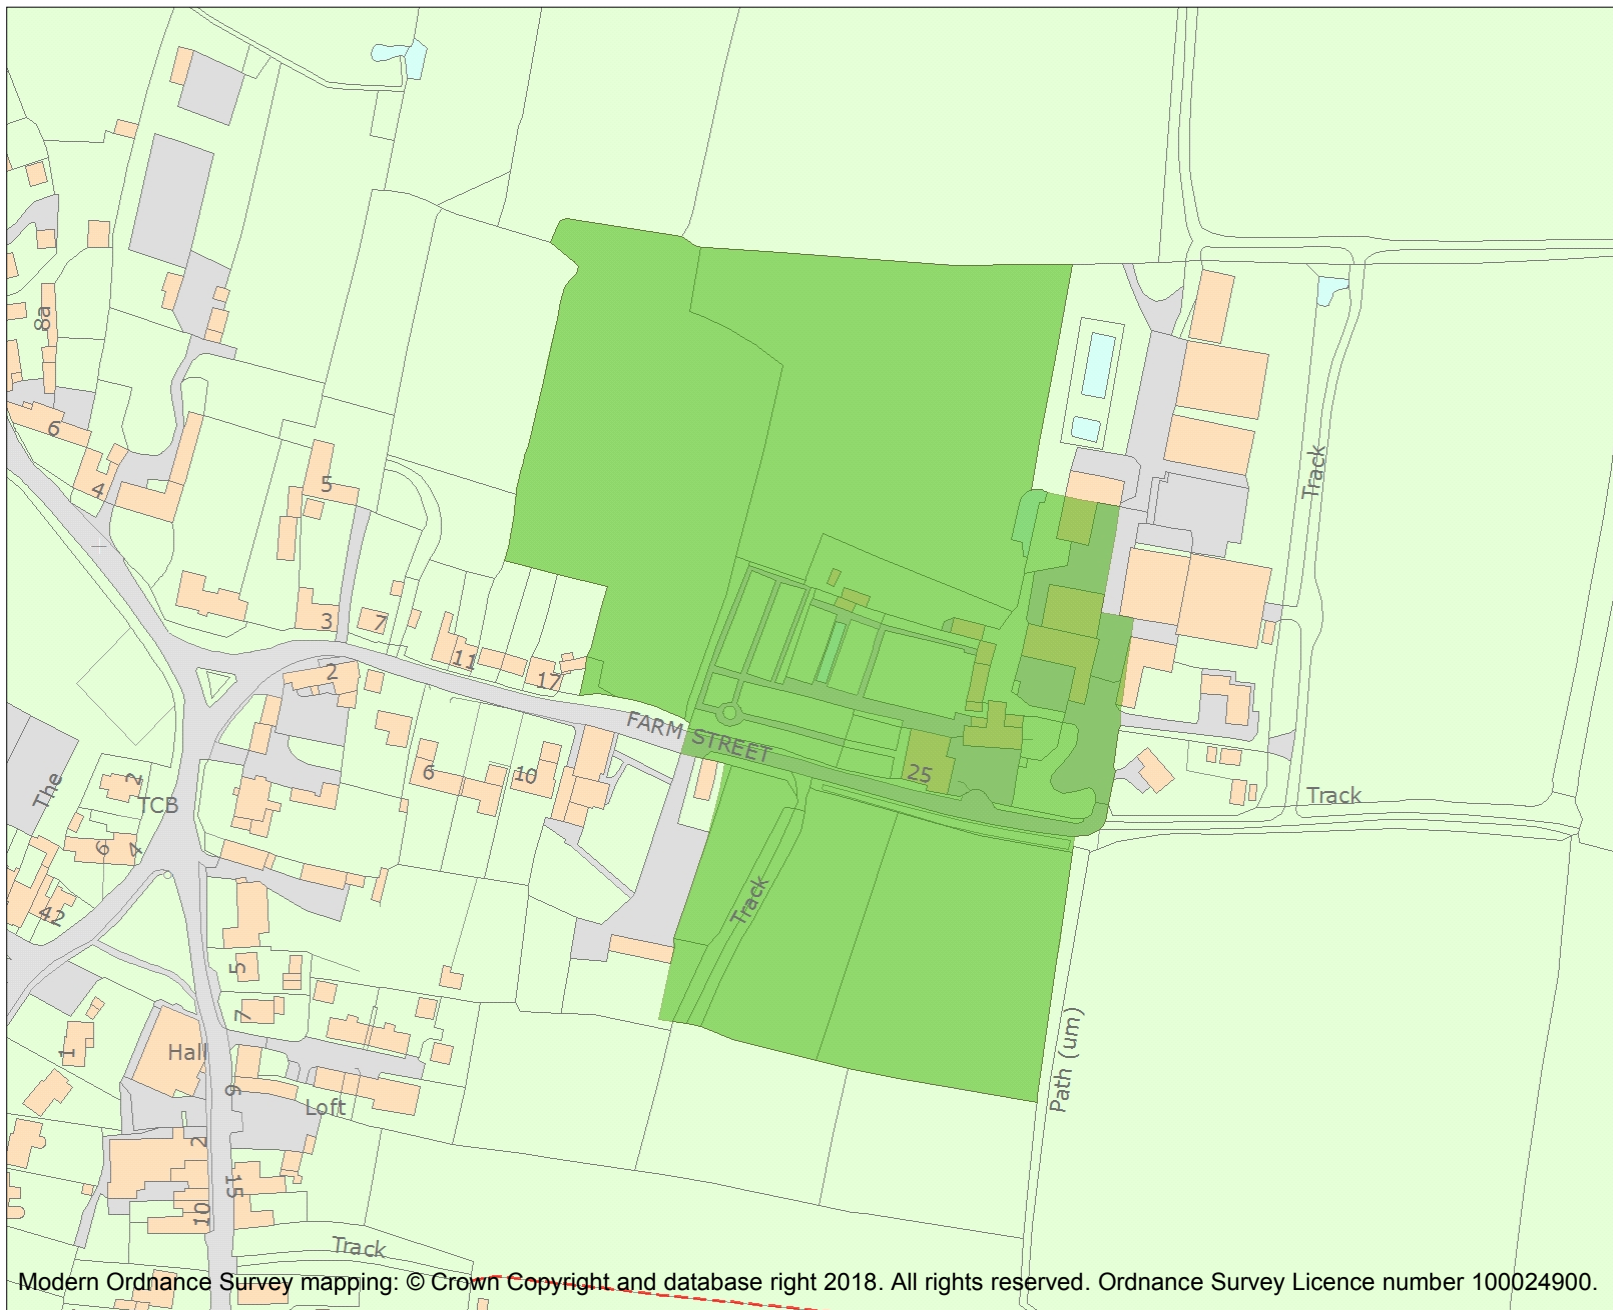 8a
6
4
5
Track
3
7
11
17
2
FARM STREET
25
6
10
Track
The
2
TCB
6
4
42
Track
5
7
1
Hall
9
Loft
Path (um)
2
15
10
Track
Modern Ordnance Survey mapping: © Crown Copyright and database right 2018. All rights reserved. Ordnance Survey Licence number 100024900.